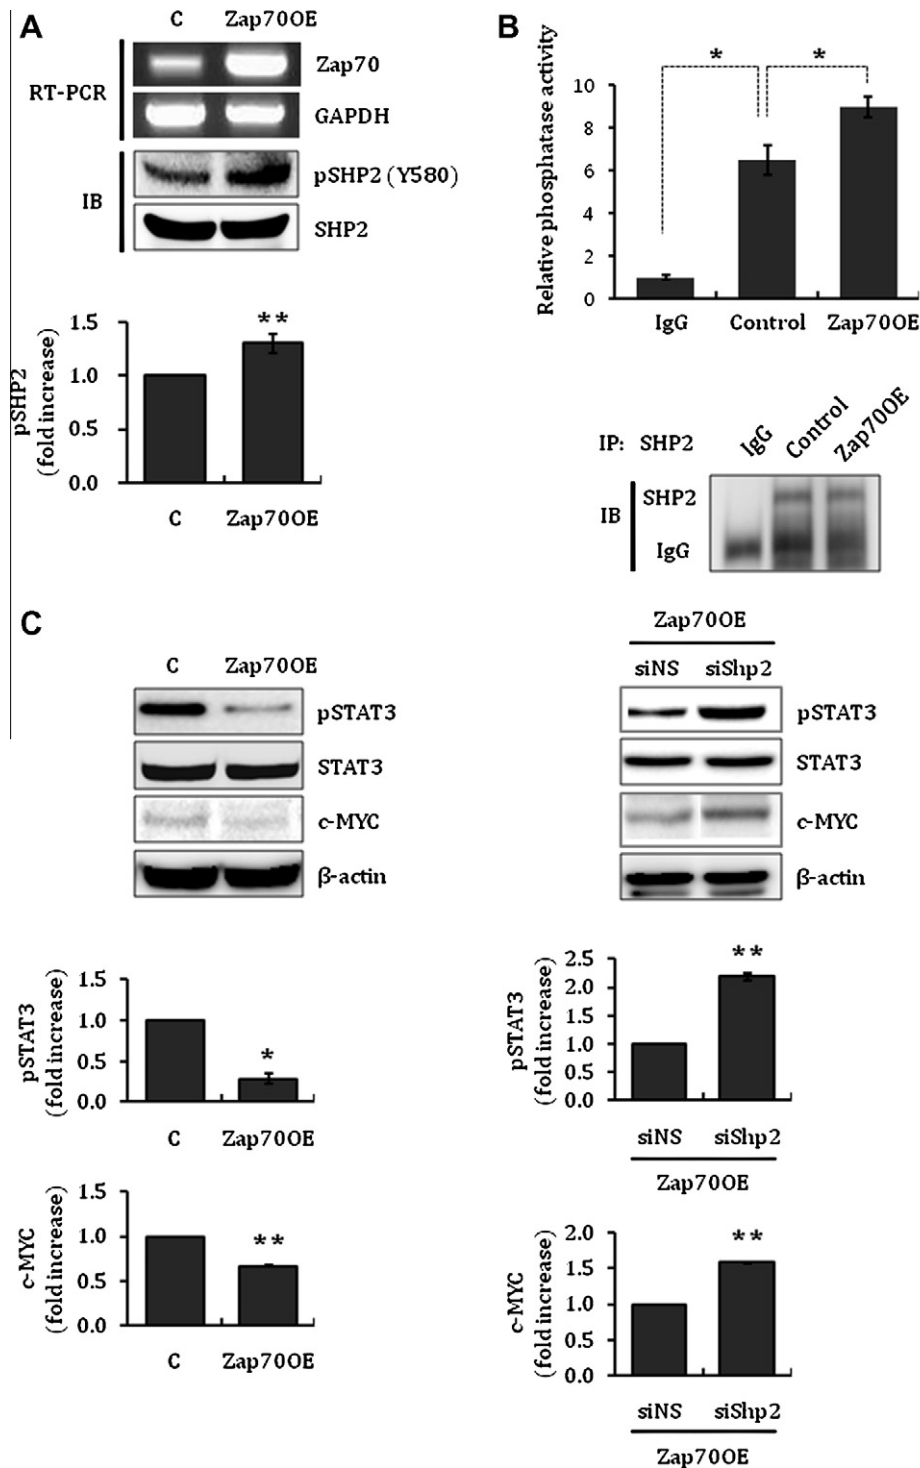 A
C Zap70OE
RT-PCR
Zap70
GAPDH
IB
pSHP2 (Y580)
SHP2
pSHP2
(fold increase)
1.5
**
1.0
0.5
0.0
C Zap70OE
B
Relative phosphatase activity
10
8
6
4
2
0
* *
IgG Control Zap70OE
IP: SHP2 IgG Control Zap70OE
IB
SHP2
IgG
C
C Zap70OE
pSTAT3
STAT3
c-MYC
β-actin
pSTAT3
(fold increase)
1.5
1.0
0.5
0.0
*
C Zap70OE
c-MYC
(fold increase)
1.5
1.0
0.5
0.0
**
C Zap70OE
Zap70OE
siNS siShp2
pSTAT3
STAT3
c-MYC
β-actin
pSTAT3
(fold increase)
2.5
2.0
1.5
1.0
0.5
0.0
**
siNS siShp2
Zap70OE
c-MYC
(fold increase)
2.0
1.5
1.0
0.5
0.0
**
siNS siShp2
Zap70OE